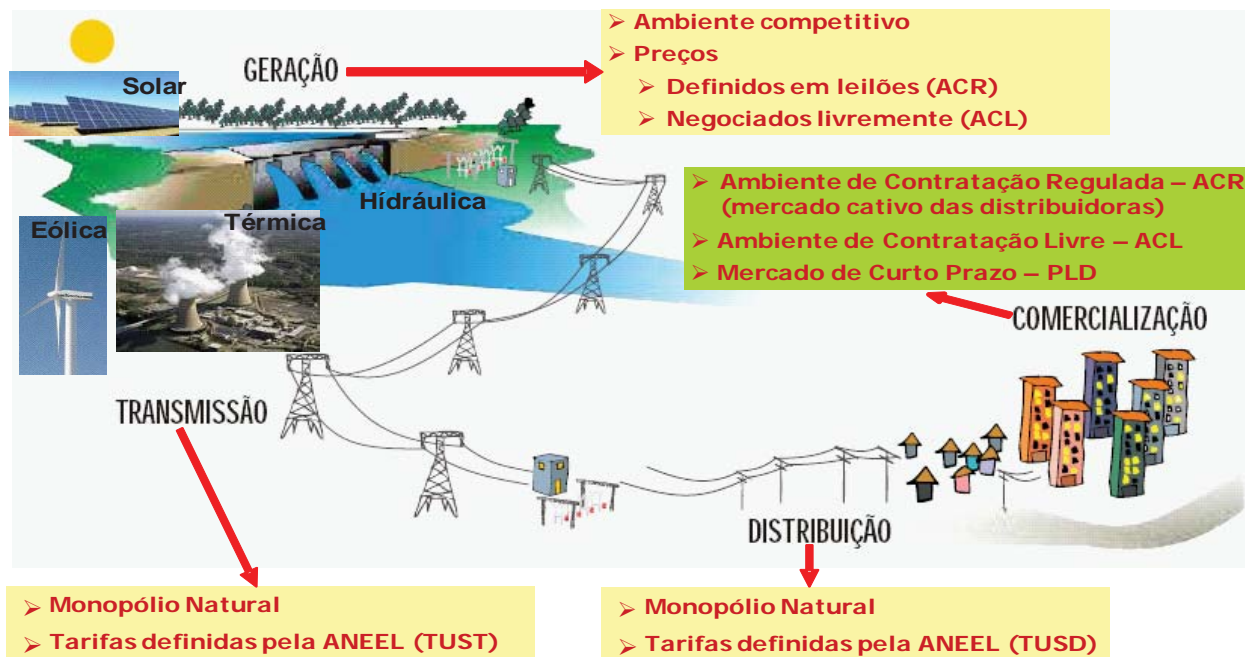 ➢ Ambiente competitivo
➢ Preços
➢ Definidos em leilões (ACR)
➢ Negociados livremente (ACL)
GERAÇÃO
Solar
Hídráulica
Térmica
Eólica
➢ Ambiente de Contratação Regulada – ACR
(mercado cativo das distribuidoras)
➢ Ambiente de Contratação Livre – ACL
➢ Mercado de Curto Prazo – PLD
COMERCIALIZAÇÃO
TRANSMISSÃO
DISTRIBUIÇÃO
➢ Monopólio Natural
➢ Tarifas definidas pela ANEEL (TUST)
➢ Monopólio Natural
➢ Tarifas definidas pela ANEEL (TUSD)